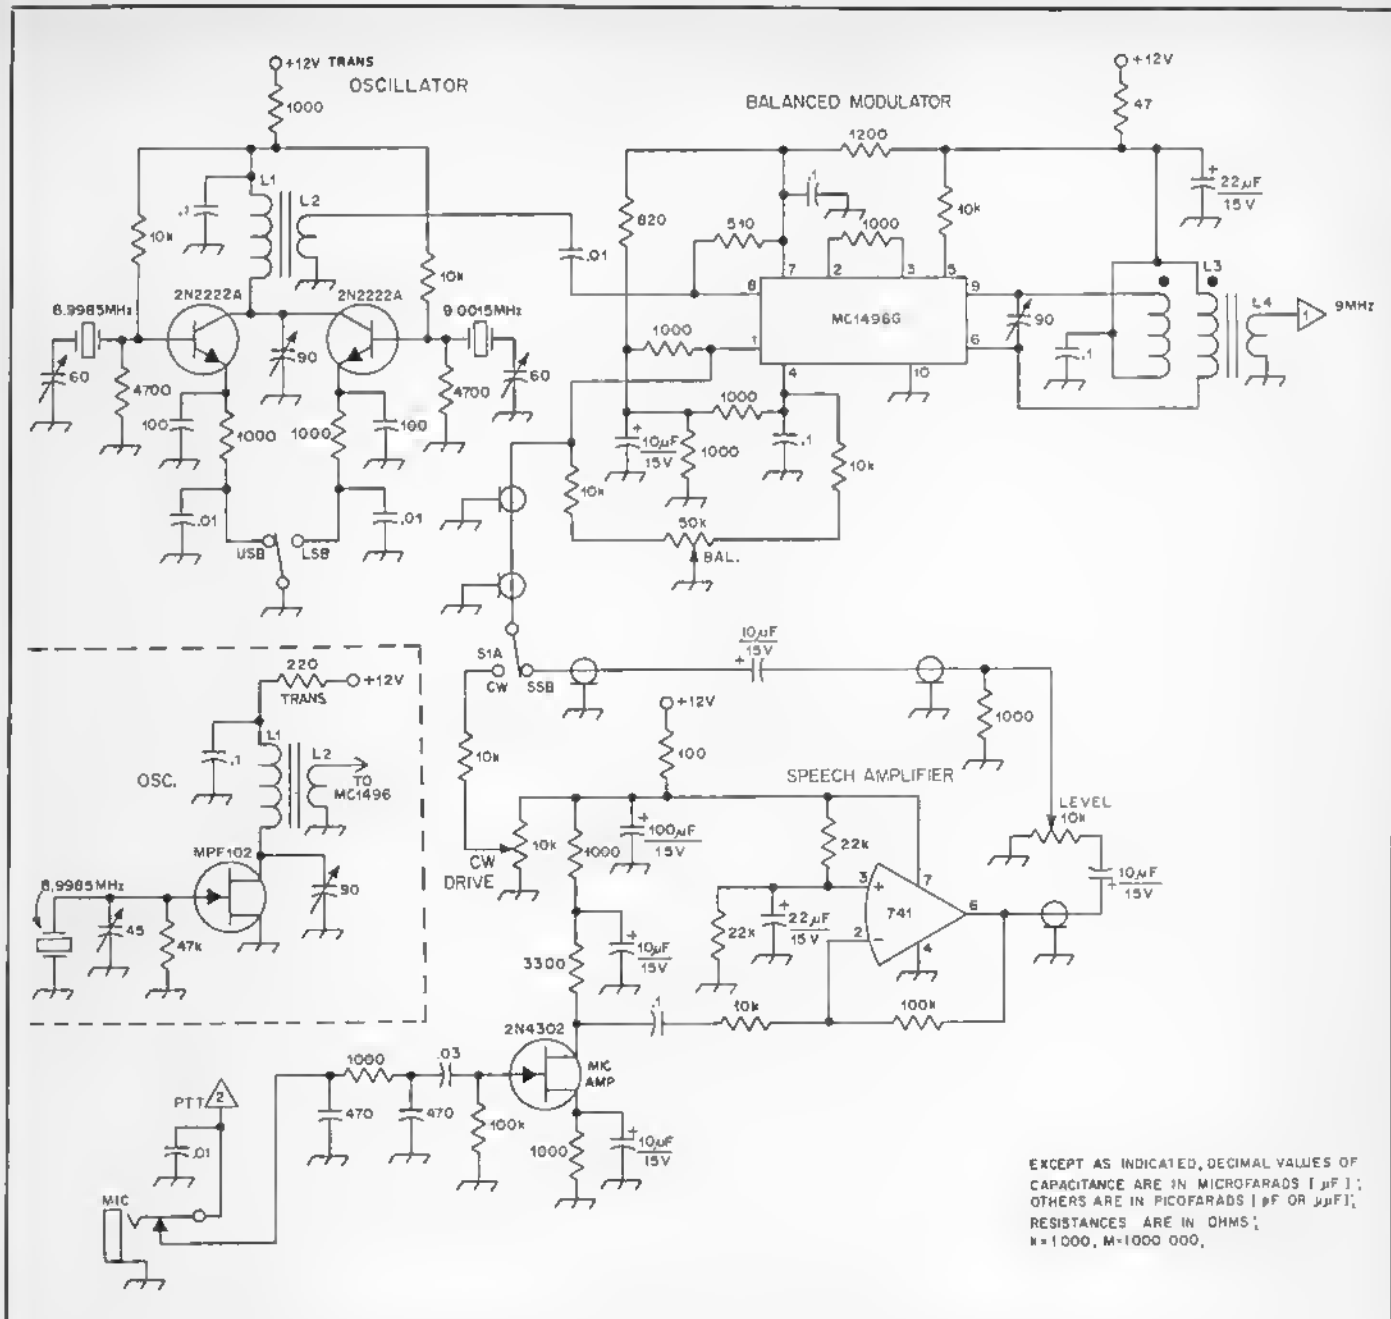 +12V TRANS
OSCILLATOR
1000
L1
L2
.1
10k
10k
8.9985MHz
2N2222A
2N2222A
9.0015MHz
60
4700
90
4700
60
100
1000
1000
100
.01
.01
USB
LSB
BALANCED MODULATOR
+12V
47
1200
22µF
15V
.1
820
510
1000
10k
.01
7
2
3
5
8
9
MC1496G
1
6
4
10
1000
90
.1
L3
L4
1
9MHz
1000
10µF
15V
1000
.1
10k
10k
50k
BAL.
S1A
CW
SSB
10µF
15V
1000
220
TRANS
+12V
.1
L1
L2
OSC.
TO
MC1496
MPF102
8.9985MHz
45
47k
90
10k
CW
DRIVE
10k
+12V
100
SPEECH AMPLIFIER
1000
100µF
15V
22k
LEVEL
10k
10µF
15V
3
7
741
6
2
4
22k
22µF
15V
3300
10µF
15V
.1
10k
100k
2N4302
MIC
AMP
1000
.03
470
470
100k
1000
10µF
15V
PTT
2
.01
MIC
EXCEPT AS INDICATED, DECIMAL VALUES OF
CAPACITANCE ARE IN MICROFARADS [ µF ] ;
OTHERS ARE IN PICOFARADS [ pF OR µµF];
RESISTANCES ARE IN OHMS;
K=1000, M=1000 000,